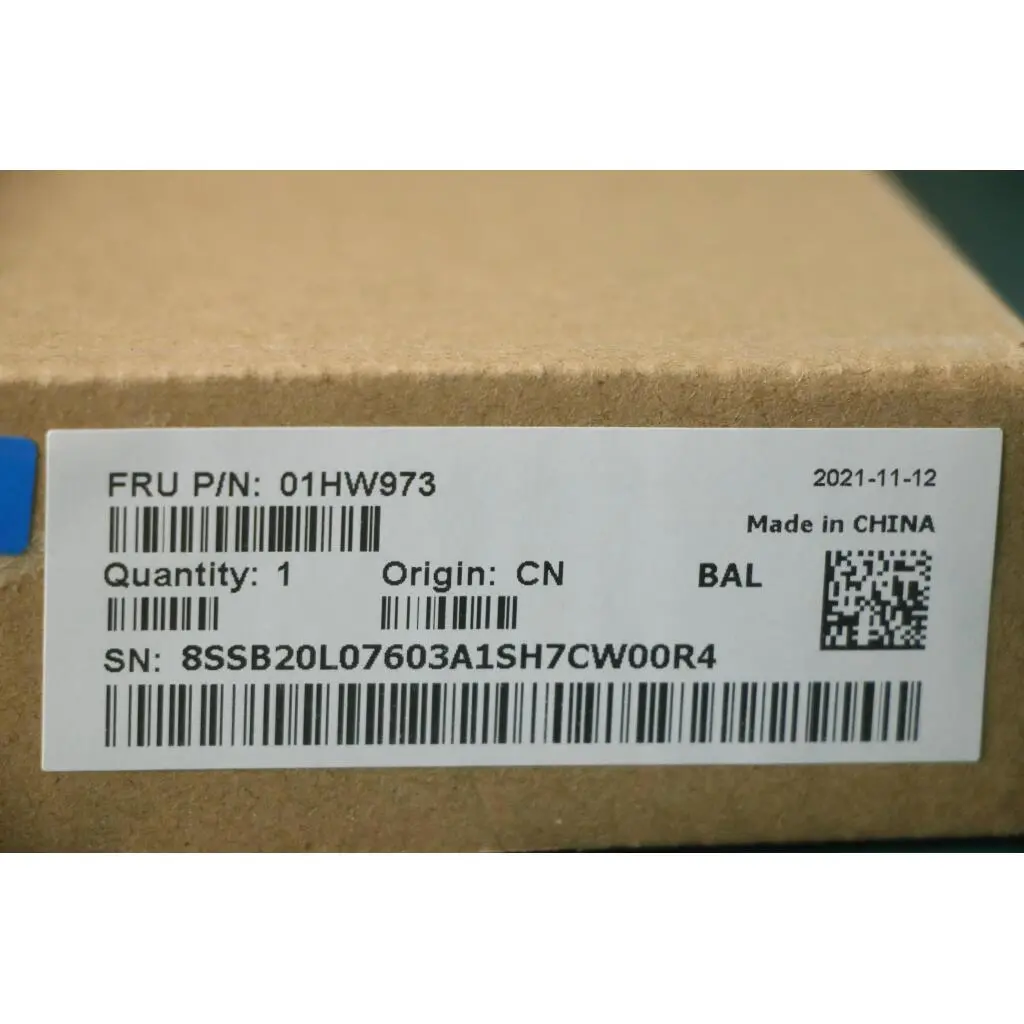 FRU P/N: 01HW973
2021-11-12
Made in CHINA
Quantity: 1
Origin: CN
BAL
SN: 8SSB20L07603A1SH7CW00R4